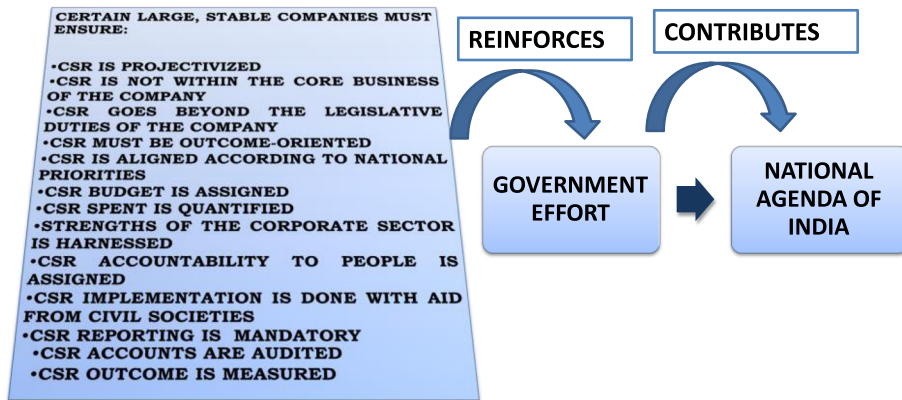 CERTAIN LARGE, STABLE COMPANIES MUST
ENSURE:
•CSR IS PROJECTIVIZED
•CSR IS NOT WITHIN THE CORE BUSINESS
OF THE COMPANY
•CSR GOES BEYOND THE LEGISLATIVE
DUTIES OF THE COMPANY
•CSR MUST BE OUTCOME-ORIENTED
•CSR IS ALIGNED ACCORDING TO NATIONAL
PRIORITIES
•CSR BUDGET IS ASSIGNED
•CSR SPENT IS QUANTIFIED
•STRENGTHS OF THE CORPORATE SECTOR
IS HARNESSED
•CSR ACCOUNTABILITY TO PEOPLE IS
ASSIGNED
•CSR IMPLEMENTATION IS DONE WITH AID
FROM CIVIL SOCIETIES
•CSR REPORTING IS MANDATORY
•CSR ACCOUNTS ARE AUDITED
•CSR OUTCOME IS MEASURED
REINFORCES
CONTRIBUTES
GOVERNMENT
EFFORT
NATIONAL
AGENDA OF
INDIA